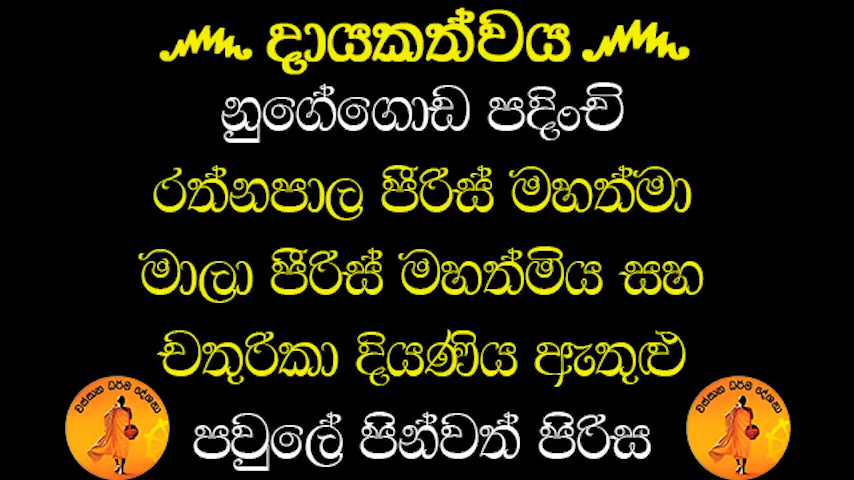 දායකත්වය
නුගේගොඩ පදිංචි
රත්නපාල පීරිස් මහත්මා
මාලා පීරිස් මහත්මිය සහ
චතුරිකා දියණිය ඇතුළු
පවුලේ පින්වත් පිරිස